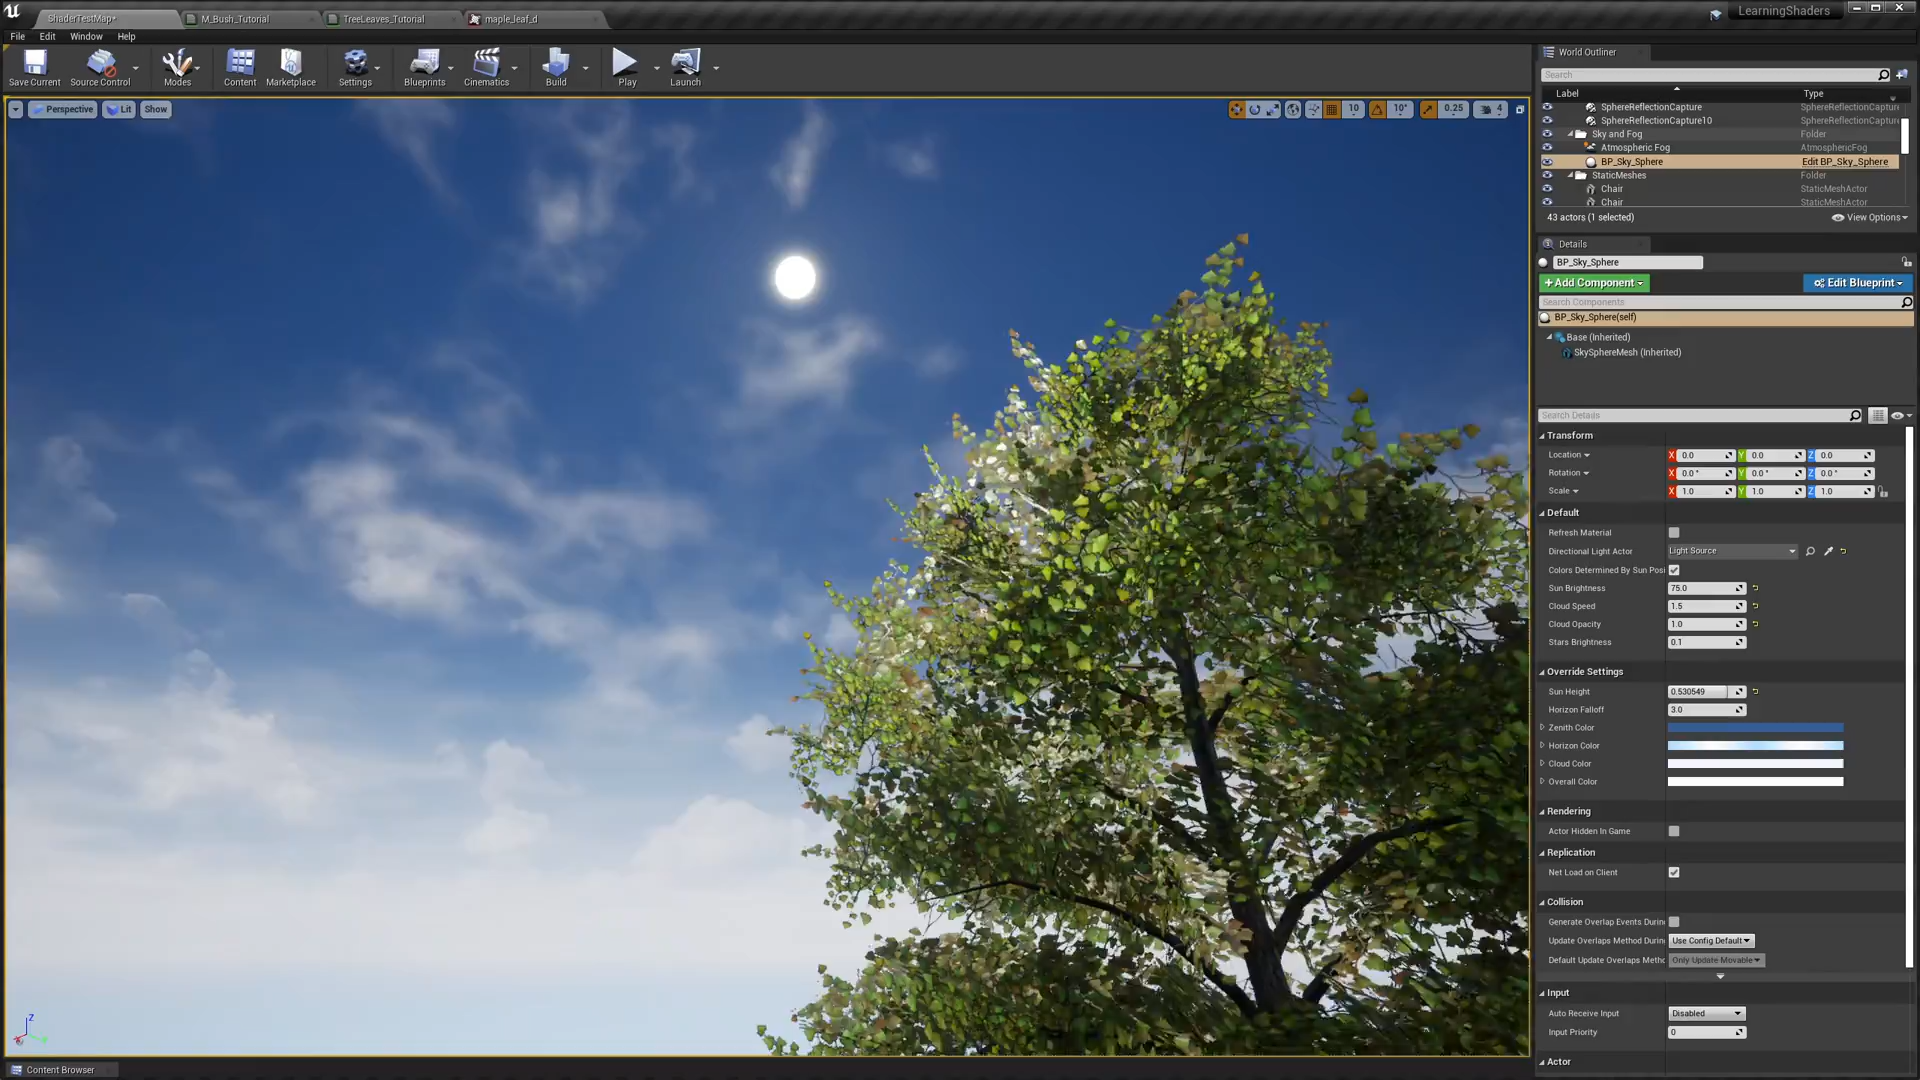 ShaderTestMap* M_Bush_Tutorial TreeLeaves_Tutorial maple_leaf_d LearningShaders
File Edit Window Help
Save Current Source Control Modes Content Marketplace Settings Blueprints Cinematics Build Play Launch
Perspective Lit Show 10 10° 0.25 4
World Outliner
Search
Label Type
SphereReflectionCapture SphereReflectionCaptur
SphereReflectionCapture10 SphereReflectionCaptur
Sky and Fog Folder
Atmospheric Fog AtmosphericFog
BP_Sky_Sphere Edit BP_Sky_Sphere
StaticMeshes Folder
Chair StaticMeshActor
Chair StaticMeshActor
43 actors (1 selected) View Options
Details
BP_Sky_Sphere
+Add Component Edit Blueprint
Search Components
BP_Sky_Sphere(self)
Base (Inherited)
SkySphereMesh (Inherited)
Search Details
Transform
Location X 0.0 Y 0.0 Z 0.0
Rotation X 0.0 ° Y 0.0 ° Z 0.0 °
Scale X 1.0 Y 1.0 Z 1.0
Default
Refresh Material
Directional Light Actor Light Source
Colors Determined By Sun Posi
Sun Brightness 75.0
Cloud Speed 1.5
Cloud Opacity 1.0
Stars Brightness 0.1
Override Settings
Sun Height 0.530549
Horizon Falloff 3.0
Zenith Color
Horizon Color
Cloud Color
Overall Color
Rendering
Actor Hidden In Game
Replication
Net Load on Client
Collision
Generate Overlap Events Durin
Update Overlaps Method Durin Use Config Default
Default Update Overlaps Metho Only Update Movable
Input
Auto Receive Input Disabled
Input Priority 0
Actor
Z
Content Browser